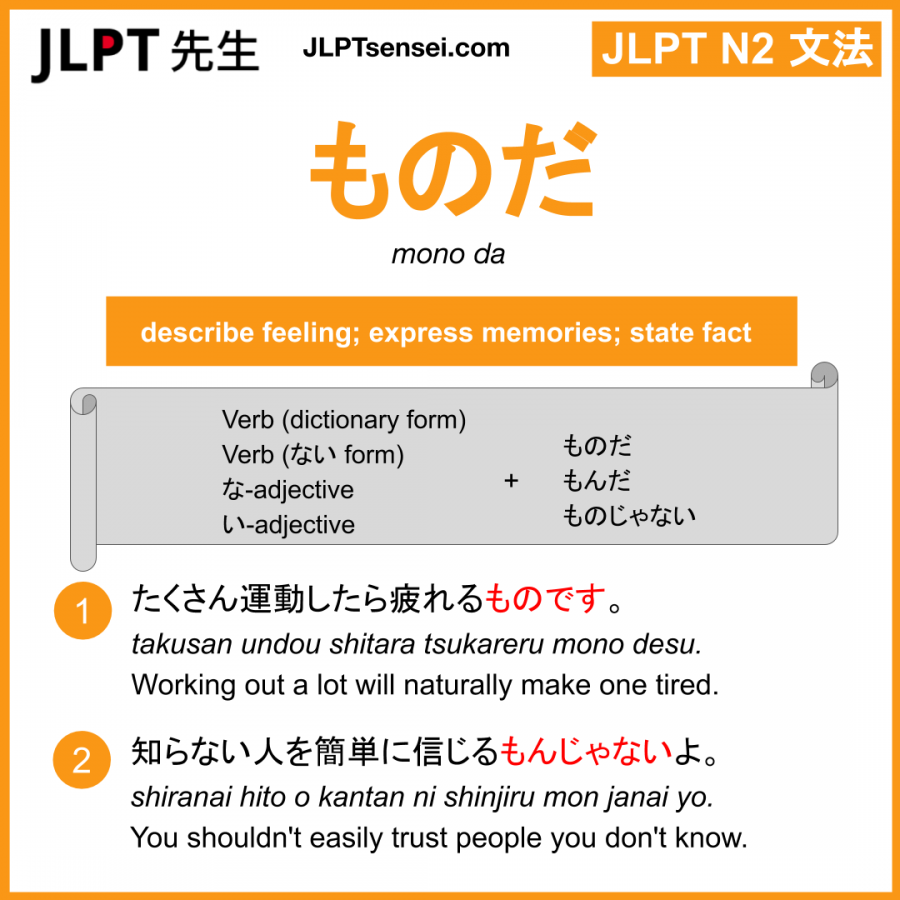 JLPT 先生
JLPTsensei.com
JLPT N2 文法
ものだ
mono da
describe feeling; express memories; state fact
Verb (dictionary form)
Verb (ない form)
な-adjective
い-adjective
+
ものだ
もんだ
ものじゃない
1
たくさん運動したら疲れるものです。
takusan undou shitara tsukareru mono desu.
Working out a lot will naturally make one tired.
2
知らない人を簡単に信じるもんじゃないよ。
shiranai hito o kantan ni shinjiru mon janai yo.
You shouldn't easily trust people you don't know.